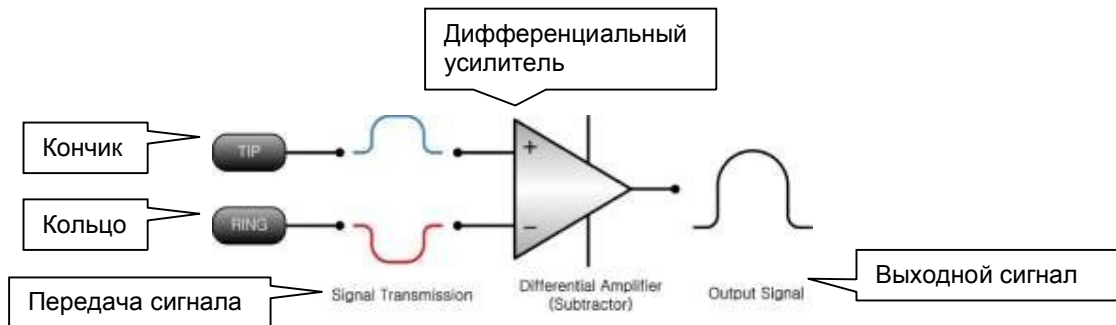 Дифференциальный
усилитель
Кончик
TIP
+
Кольцо
RING
−
Передача сигнала
Signal Transmission
Differential Amplifier
(Subtractor)
Output Signal
Выходной сигнал